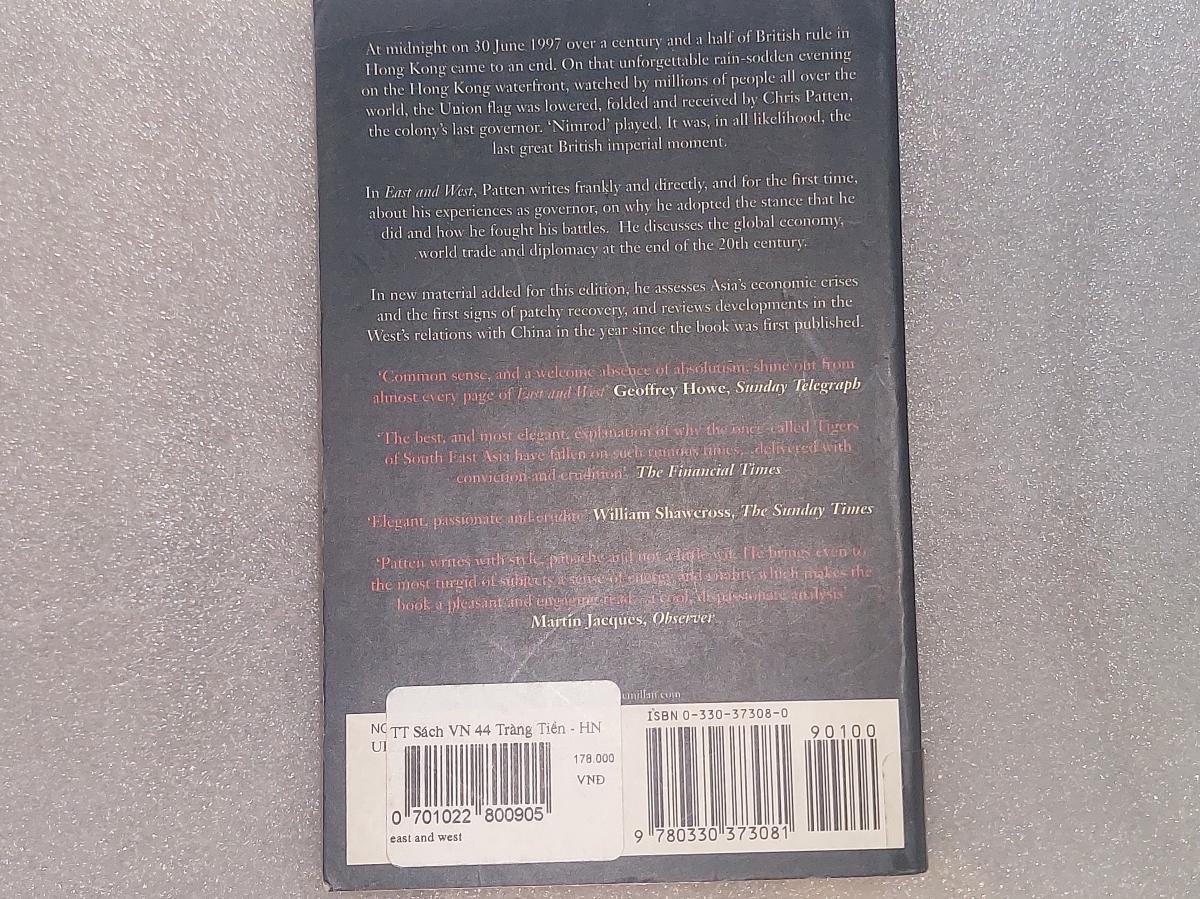 At midnight on 30 June 1997 over a century and a half of British rule in
Hong Kong came to an end. On that unforgettable rain-sodden evening
on the Hong Kong waterfront, watched by millions of people all over the
world, the Union flag was lowered, folded and received by Chris Patten,
the colony's last governor. 'Nimrod' played. It was, in all likelihood, the
last great British imperial moment.
In East and West, Patten writes frankly and directly, and for the first time,
about his experiences as governor, on why he adopted the stance that he
did and how he fought his battles. He discusses the global economy,
world trade and diplomacy at the end of the 20th century.
In new material added for this edition, he assesses Asia's economic crises
and the first signs of patchy recovery, and reviews developments in the
West's relations with China in the year since the book was first published.
'Common sense, and a welcome absence of absolutism, shine out from
almost every page of East and West' Geoffrey Howe, Sunday Telegraph
'The best, and most elegant, explanation of why the once-called Tigers
of South East Asia have fallen on such ruinous times, delivered with
conviction and erudition' The Financial Times
'Elegant, passionate and erudite' William Shawcross, The Sunday Times
'Patten writes with style, panache and not a little wit. He brings even to
the most turgid of subjects a sense of energy and vitality which makes the
book a pleasant and engaging read... a cool, dispassionate analysis'
Martin Jacques, Observer
cmillan.com
TT Sách VN 44 Tràng Tiền - HN
178.000
VNĐ
0 701022 800905
east and west
ISBN 0-330-37308-0
90100
9 780330 373081